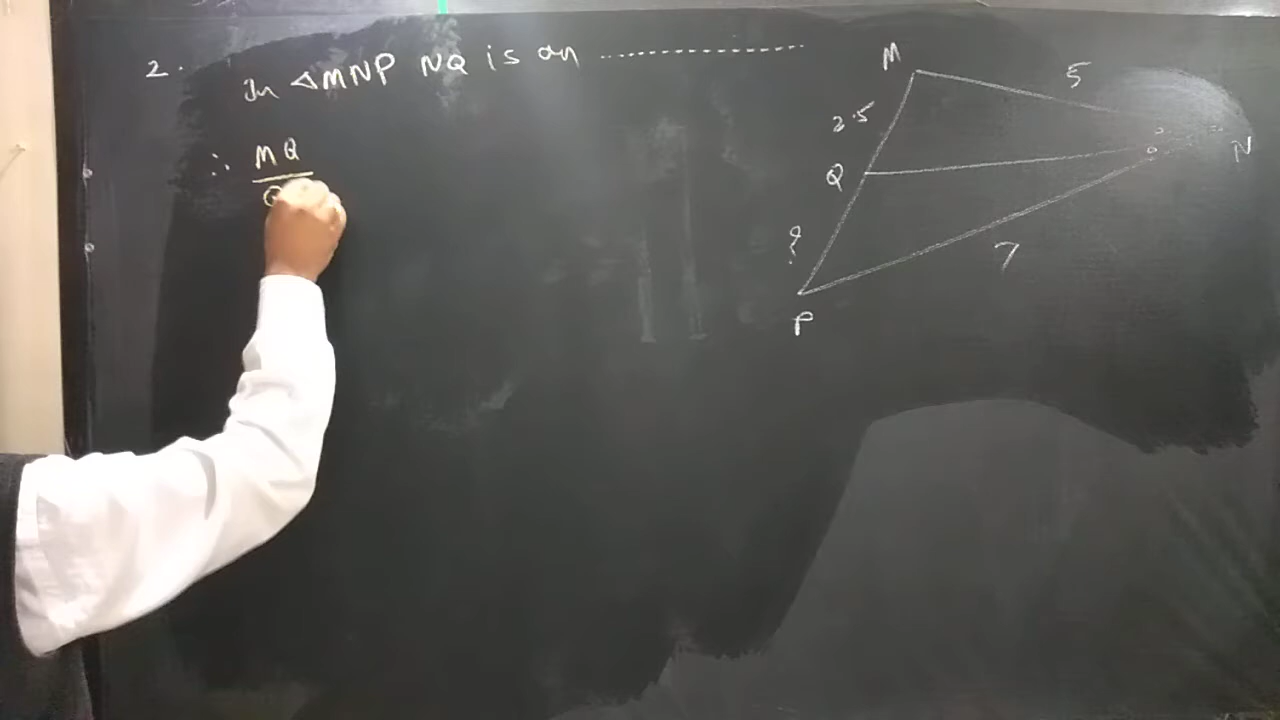 2.
In △MNP NQ is an ..................
∴ MQ
Q
M
5
2.5
Q
N
?
7
P